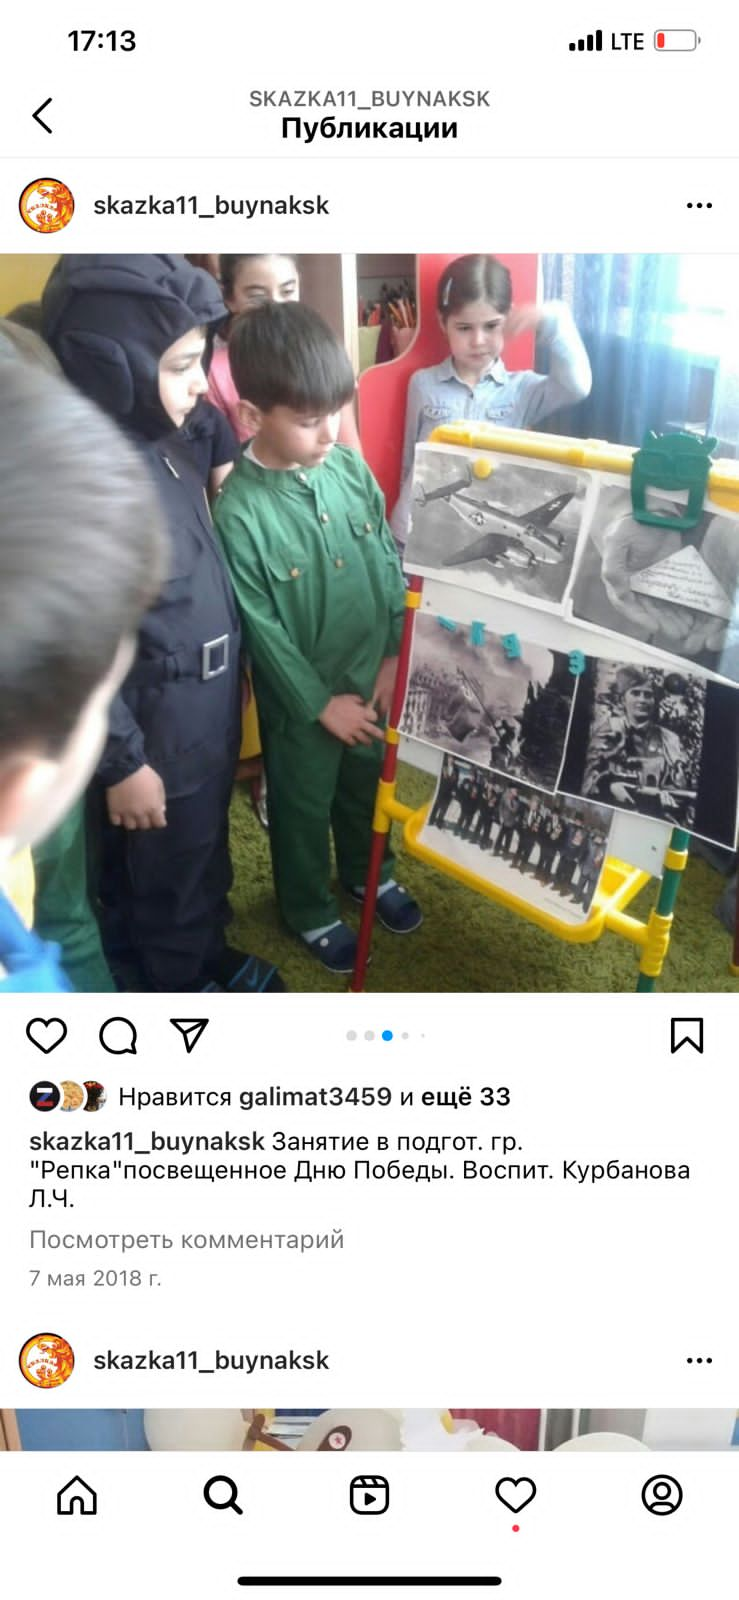 17:13
LTE
SKAZKA11_BUYNAKSK
Публикации
skazka11_buynaksk
Нравится galimat3459 и ещё 33
skazka11_buynaksk Занятие в подгот. гр.
"Репка"посвещенное Дню Победы. Воспит. Курбанова
Л.Ч.
Посмотреть комментарий
7 мая 2018 г.
skazka11_buynaksk